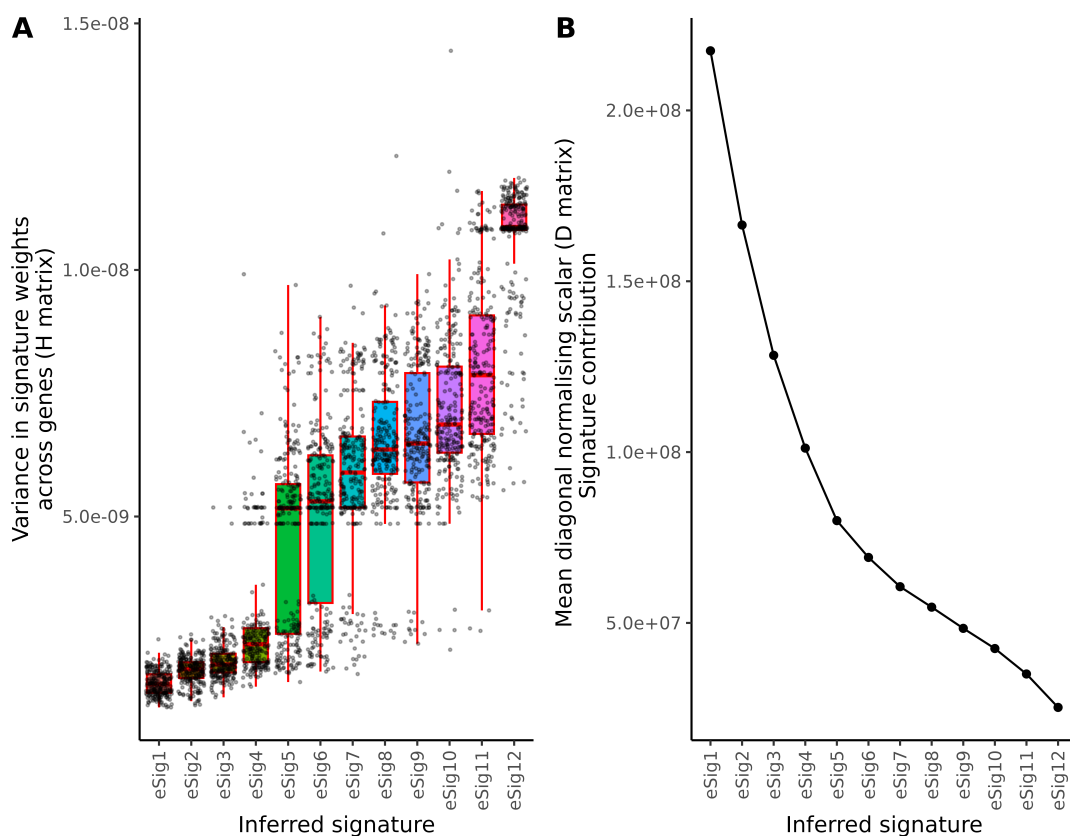 A
Variance in signature weights
across genes (H matrix)
1.5e-08
1.0e-08
5.0e-09
eSig1
eSig2
eSig3
eSig4
eSig5
eSig6
eSig7
eSig8
eSig9
eSig10
eSig11
eSig12
Inferred signature
B
Mean diagonal normalising scalar (D matrix)
Signature contribution
2.0e+08
1.5e+08
1.0e+08
5.0e+07
eSig1
eSig2
eSig3
eSig4
eSig5
eSig6
eSig7
eSig8
eSig9
eSig10
eSig11
eSig12
Inferred signature